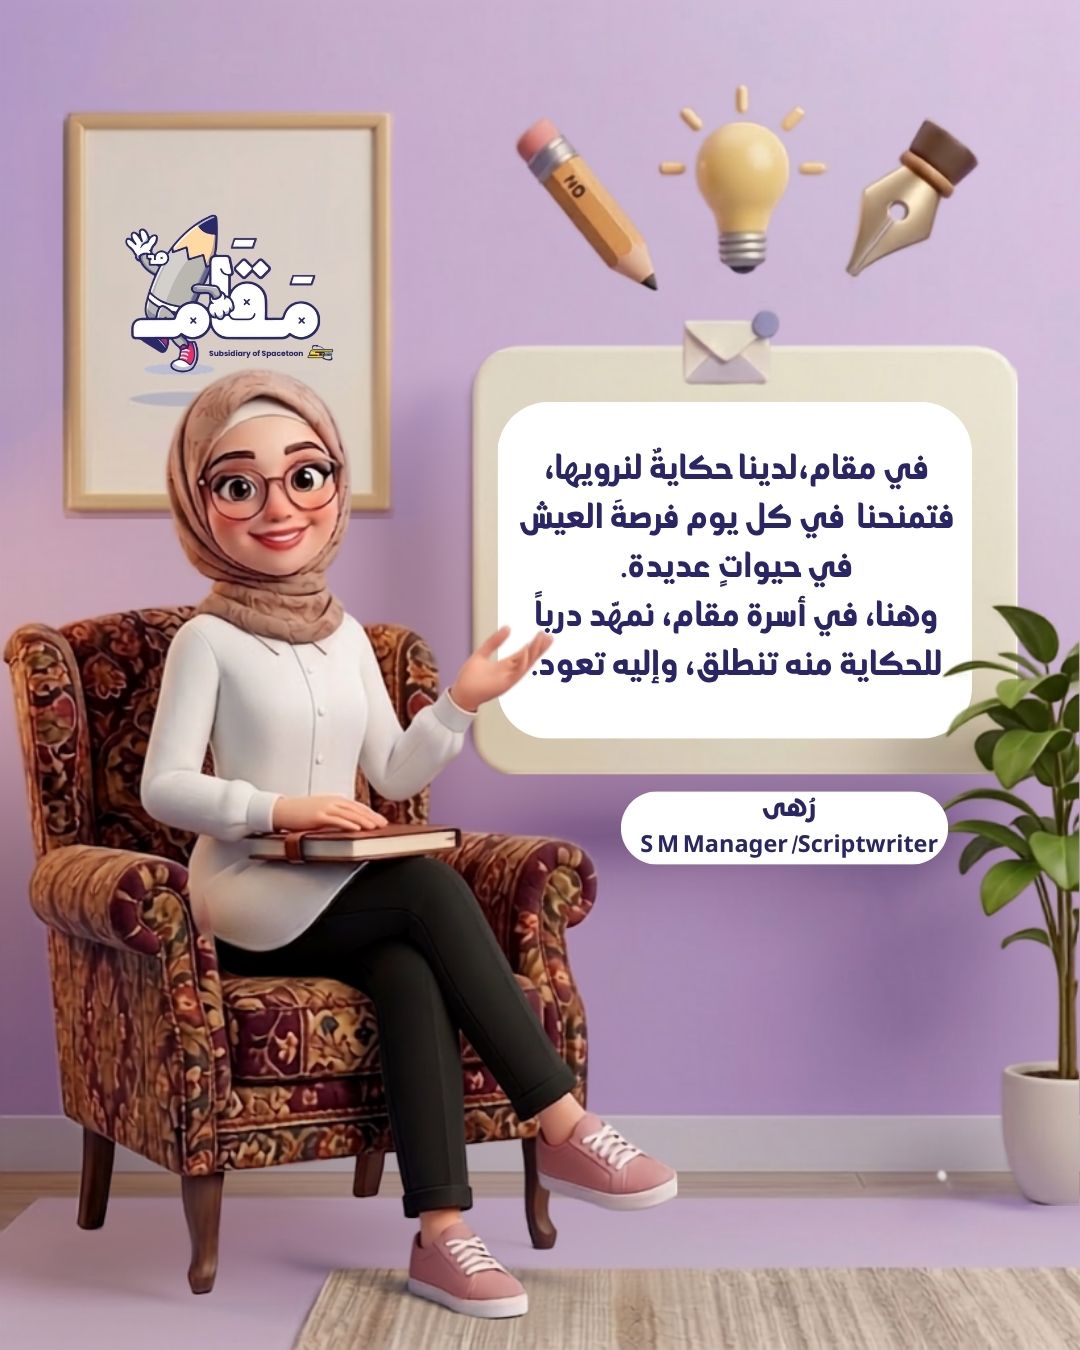 مَقَام
Subsidiary of Spacetoon
NO
في مقام،لدينا حكايةٌ لنرويها،
فتمنحنا في كل يوم فرصةَ العيش
في حيواتٍ عديدة.
وهنا، في أسرة مقام، نمهّد درباً
للحكاية منه تنطلق، وإليه تعود.
رُهى
S M Manager /Scriptwriter